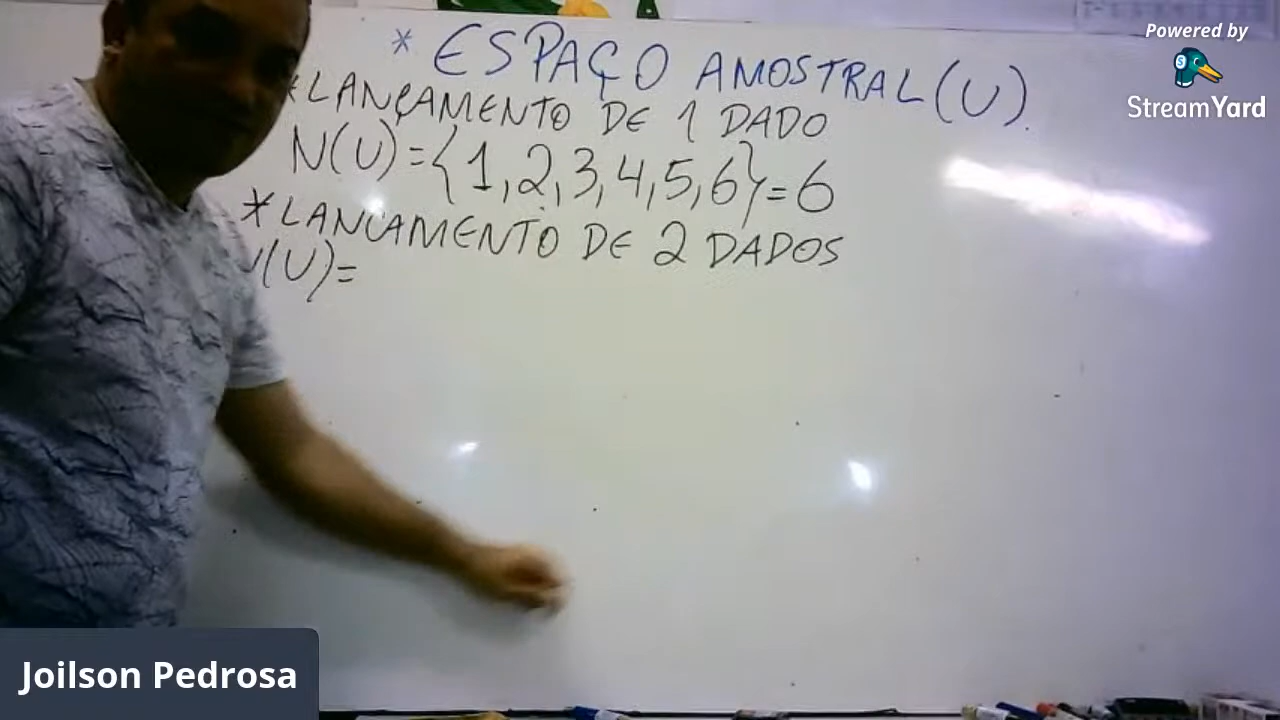 * ESPAÇO AMOSTRAL (U).
*LANÇAMENTO DE 1 DADO
N(U)={1,2,3,4,5,6}=6
*LANCAMENTO DE 2 DADOS
N(U)=
Powered by
StreamYard
Joilson Pedrosa